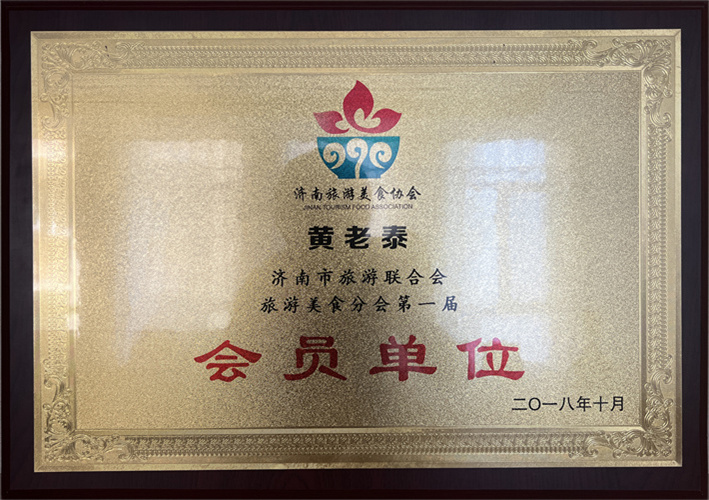 济南旅游美食协会
JINAN TOURISM FOOD ASSOCIATION
黄老泰
济南市旅游联合会
旅游美食分会第一届
会员单位
二〇一八年十月